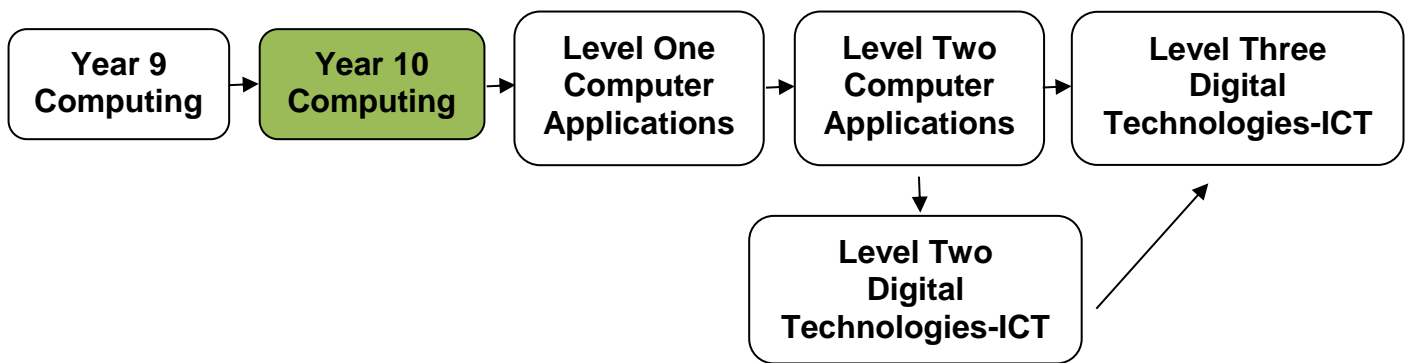 Year 9
Computing
Year 10
Computing
Level One
Computer
Applications
Level Two
Computer
Applications
Level Three
Digital
Technologies-ICT
Level Two
Digital
Technologies-ICT